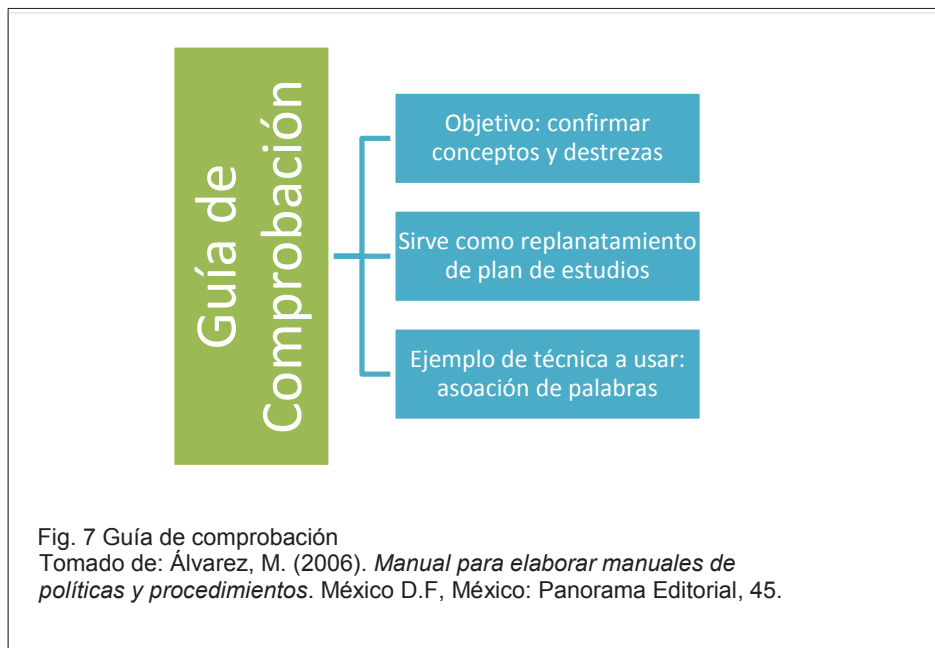 Guía de
Comprobación
Objetivo: confirmar
conceptos y destrezas
Sirve como replanatamiento
de plan de estudios
Ejemplo de técnica a usar:
asoación de palabras
Fig. 7 Guía de comprobación
Tomado de: Álvarez, M. (2006). Manual para elaborar manuales de
políticas y procedimientos. México D.F, México: Panorama Editorial, 45.